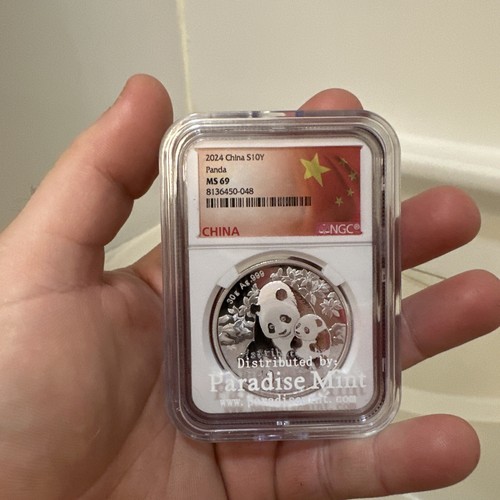 2024 China S10Y
Panda
MS 69
8136450-048
CHINA
NGC®
30g Ag.999
Distributed by:
Paradise Mint